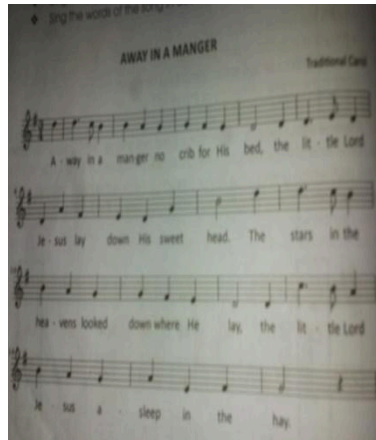 Sing the words of the song
AWAY IN A MANGER
Traditional Carol
A - way in a man-ger no crib for His bed, the lit - tle Lord
Je - sus lay down His sweet head. The stars in the
hea - vens looked down where He lay, the lit - tle Lord
Je - sus a - sleep in the hay.